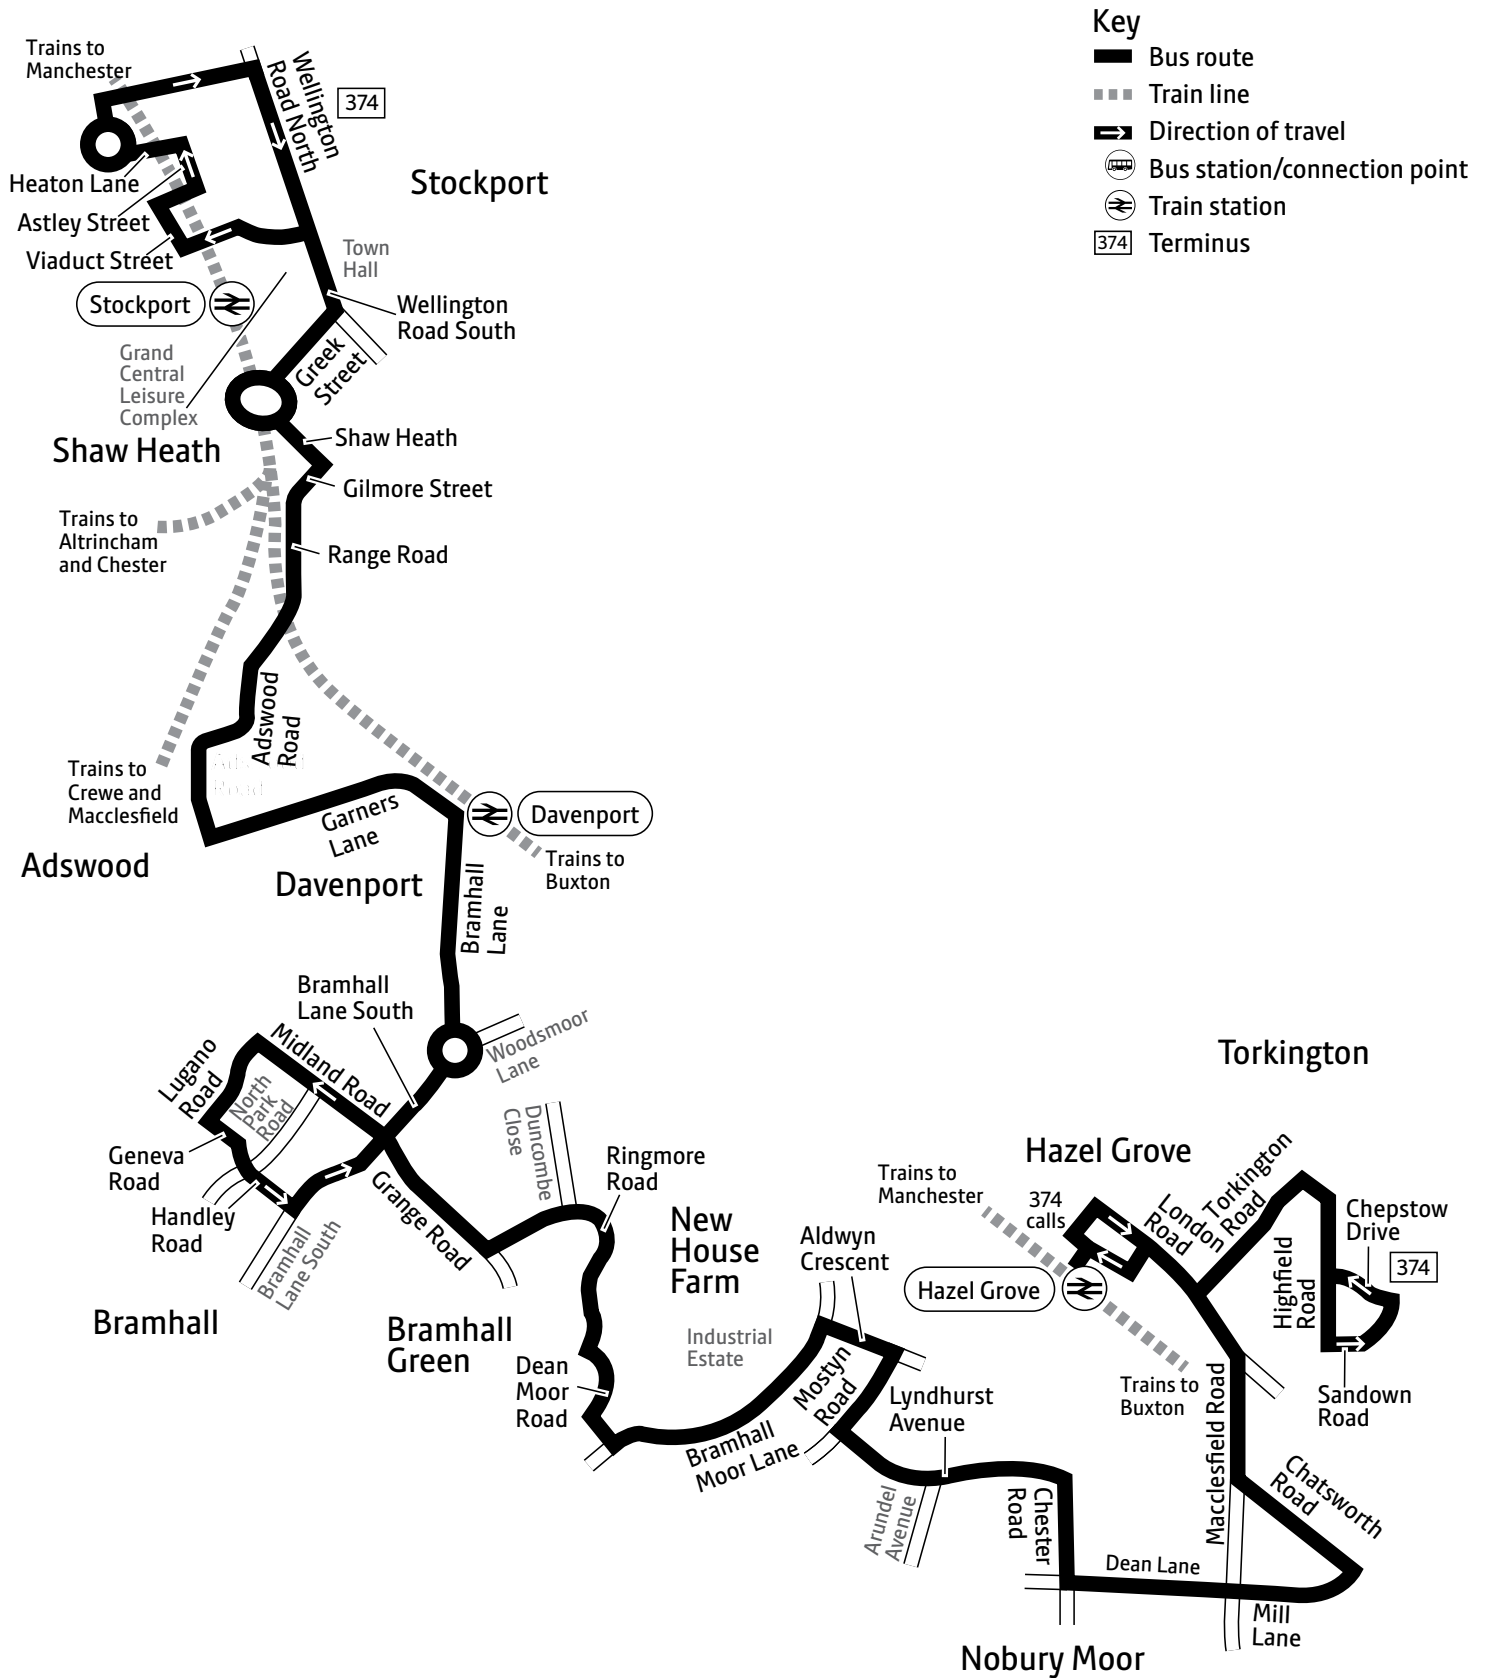 Key
Bus route
Train line
Direction of travel
Bus station/connection point
Train station
374 Terminus
Trains to
Manchester
Wellington
Road North
374
Stockport
Heaton Lane
Astley Street
Viaduct Street
Stockport
Town
Hall
Wellington
Road South
Grand
Central
Leisure
Complex
Greek
Street
Shaw Heath
Shaw Heath
Gilmore Street
Trains to
Altrincham
and Chester
Range Road
Adswood
Road
Adswood
Road
Trains to
Crewe and
Macclesfield
Garners
Lane
Davenport
Trains to
Buxton
Adswood
Davenport
Bramhall
Lane
Bramhall
Lane South
Woodsmoor
Lane
Midland Road
Lugano
Road
North
Park
Road
Geneva
Road
Handley
Road
Bramhall
Lane South
Bramhall
Grange Road
Duncombe
Close
Ringmore
Road
Bramhall
Green
Dean
Moor
Road
New
House
Farm
Industrial
Estate
Aldwyn
Crescent
Mostyn
Road
Bramhall
Moor Lane
Lyndhurst
Avenue
Arundel
Avenue
Chester
Road
Torkington
Hazel Grove
Trains to
Manchester
374
calls
Hazel Grove
London
Road
Torkington
Road
Highfield
Road
Chepstow
Drive
374
Sandown
Road
Trains to
Buxton
Macclesfield Road
Chatsworth
Road
Dean Lane
Mill
Lane
Nobury Moor